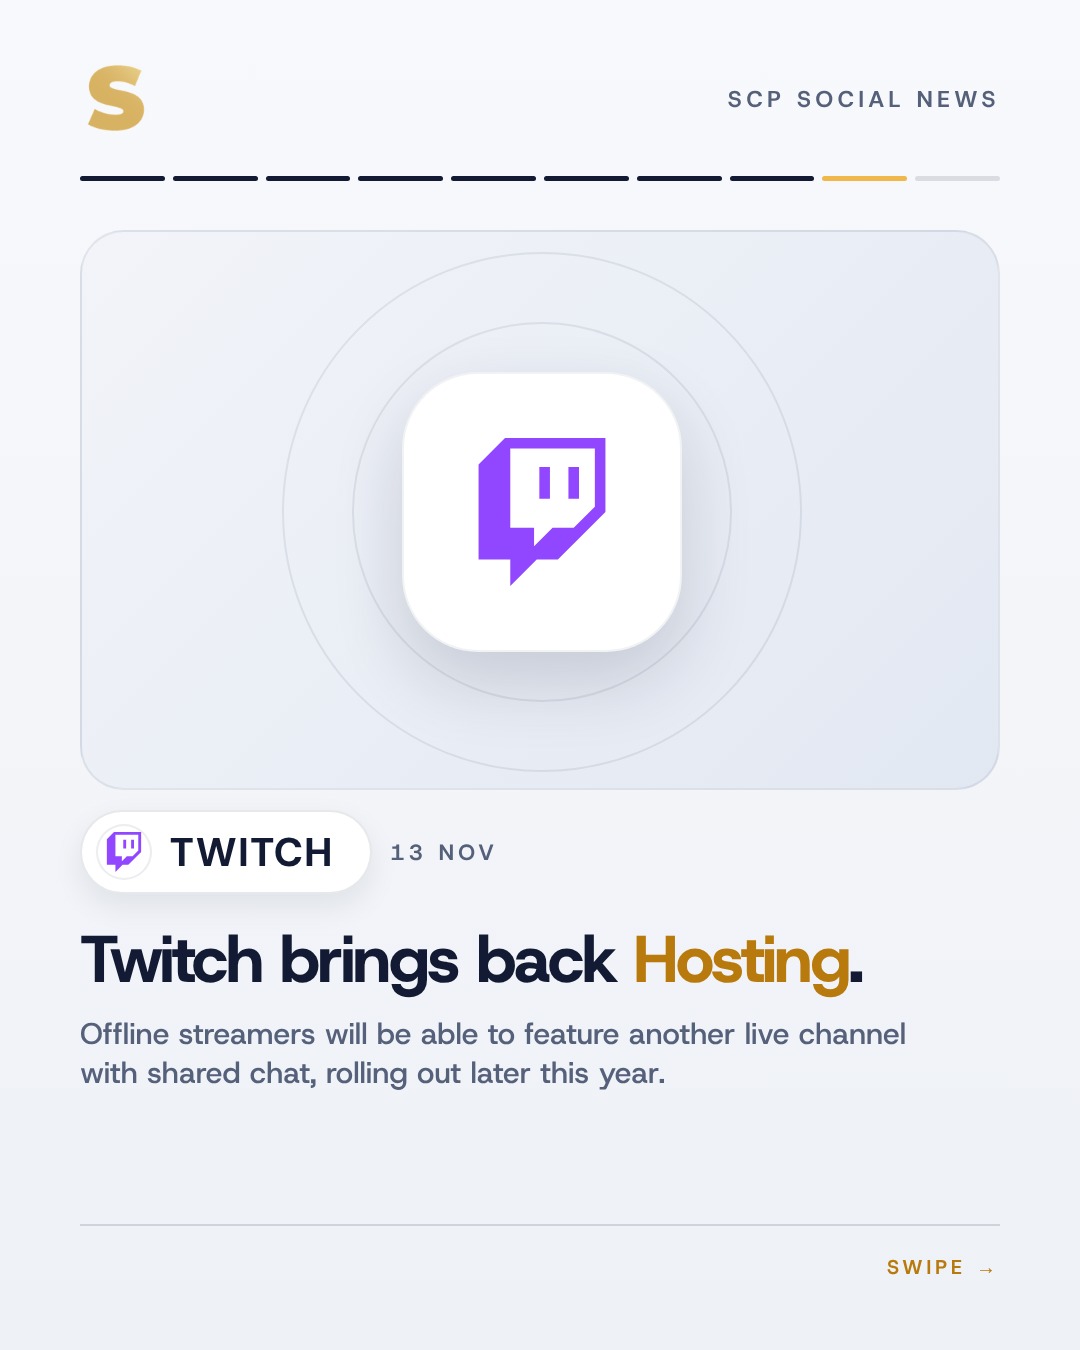 S
SCP SOCIAL NEWS
TWITCH
13 NOV
Twitch brings back Hosting.
Offline streamers will be able to feature another live channel
with shared chat, rolling out later this year.
SWIPE →